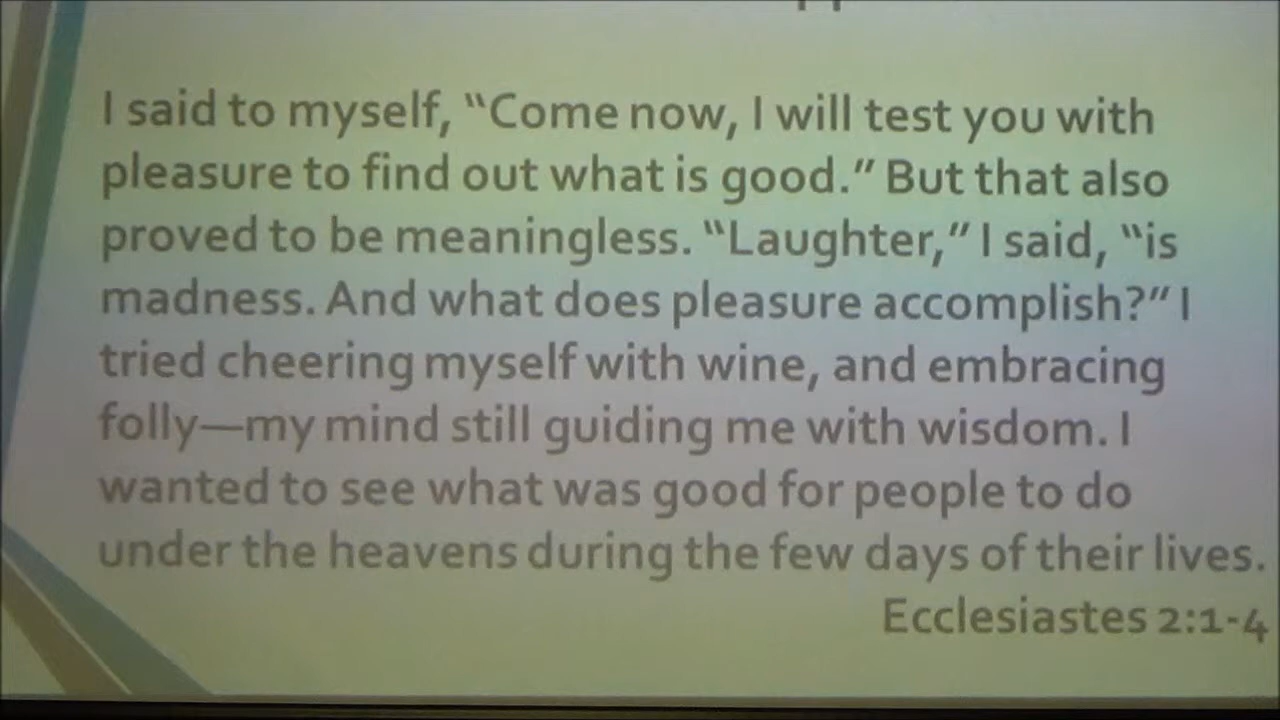 I said to myself, “Come now, I will test you with
pleasure to find out what is good.” But that also
proved to be meaningless. “Laughter,” I said, “is
madness. And what does pleasure accomplish?” I
tried cheering myself with wine, and embracing
folly—my mind still guiding me with wisdom. I
wanted to see what was good for people to do
under the heavens during the few days of their lives.
Ecclesiastes 2:1-4